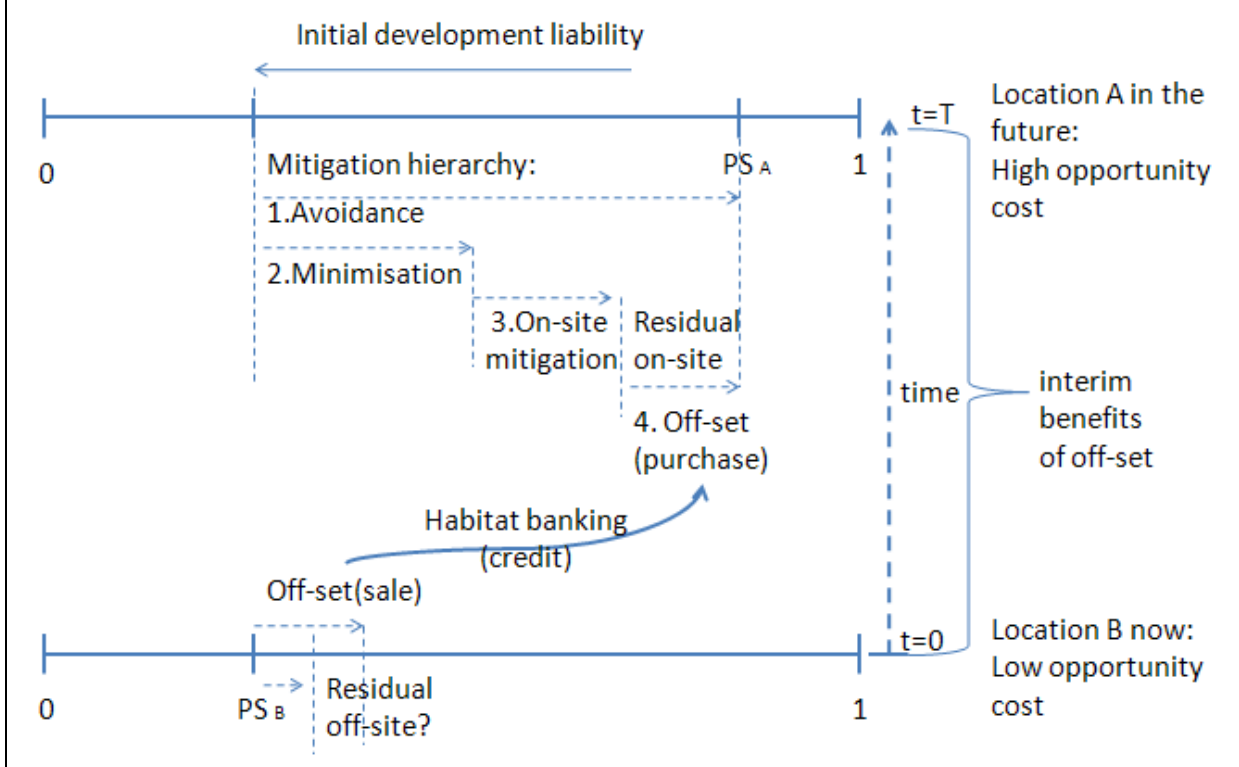 Initial development liability
t=T
Location A in the
future:
High opportunity
cost
0
Mitigation hierarchy:
PS A
1
1.Avoidance
2.Minimisation
3.On-site
mitigation
Residual
on-site
time
interim
benefits
of off-set
4. Off-set
(purchase)
Habitat banking
(credit)
Off-set(sale)
t=0
Location B now:
Low opportunity
cost
0
PS B
Residual
off-site?
1